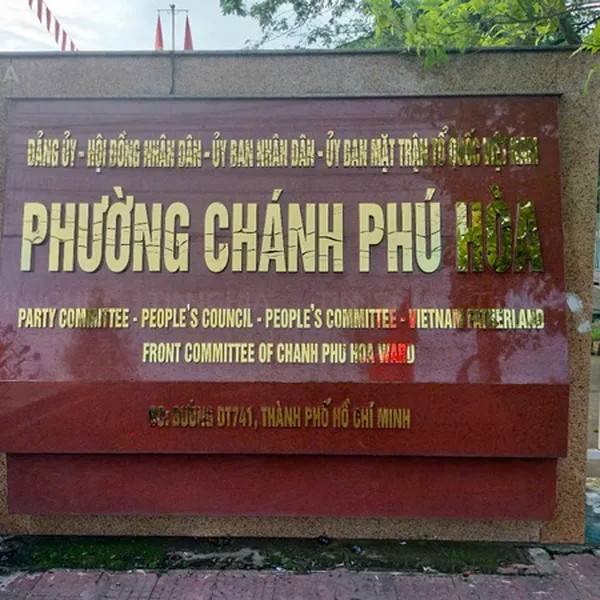 ĐẢNG ỦY - HỘI ĐỒNG NHÂN DÂN - ỦY BAN NHÂN DÂN - ỦY BAN MẶT TRẬN TỔ QUỐC VIỆT NAM
PHƯỜNG CHÁNH PHÚ HÒA
PARTY COMMITTEE - PEOPLE'S COUNCIL - PEOPLE'S COMMITTEE - VIETNAM FATHERLAND
FRONT COMMITTEE OF CHANH PHU HOA WARD
ĐC: ĐƯỜNG DT741, THÀNH PHỐ HỒ CHÍ MINH